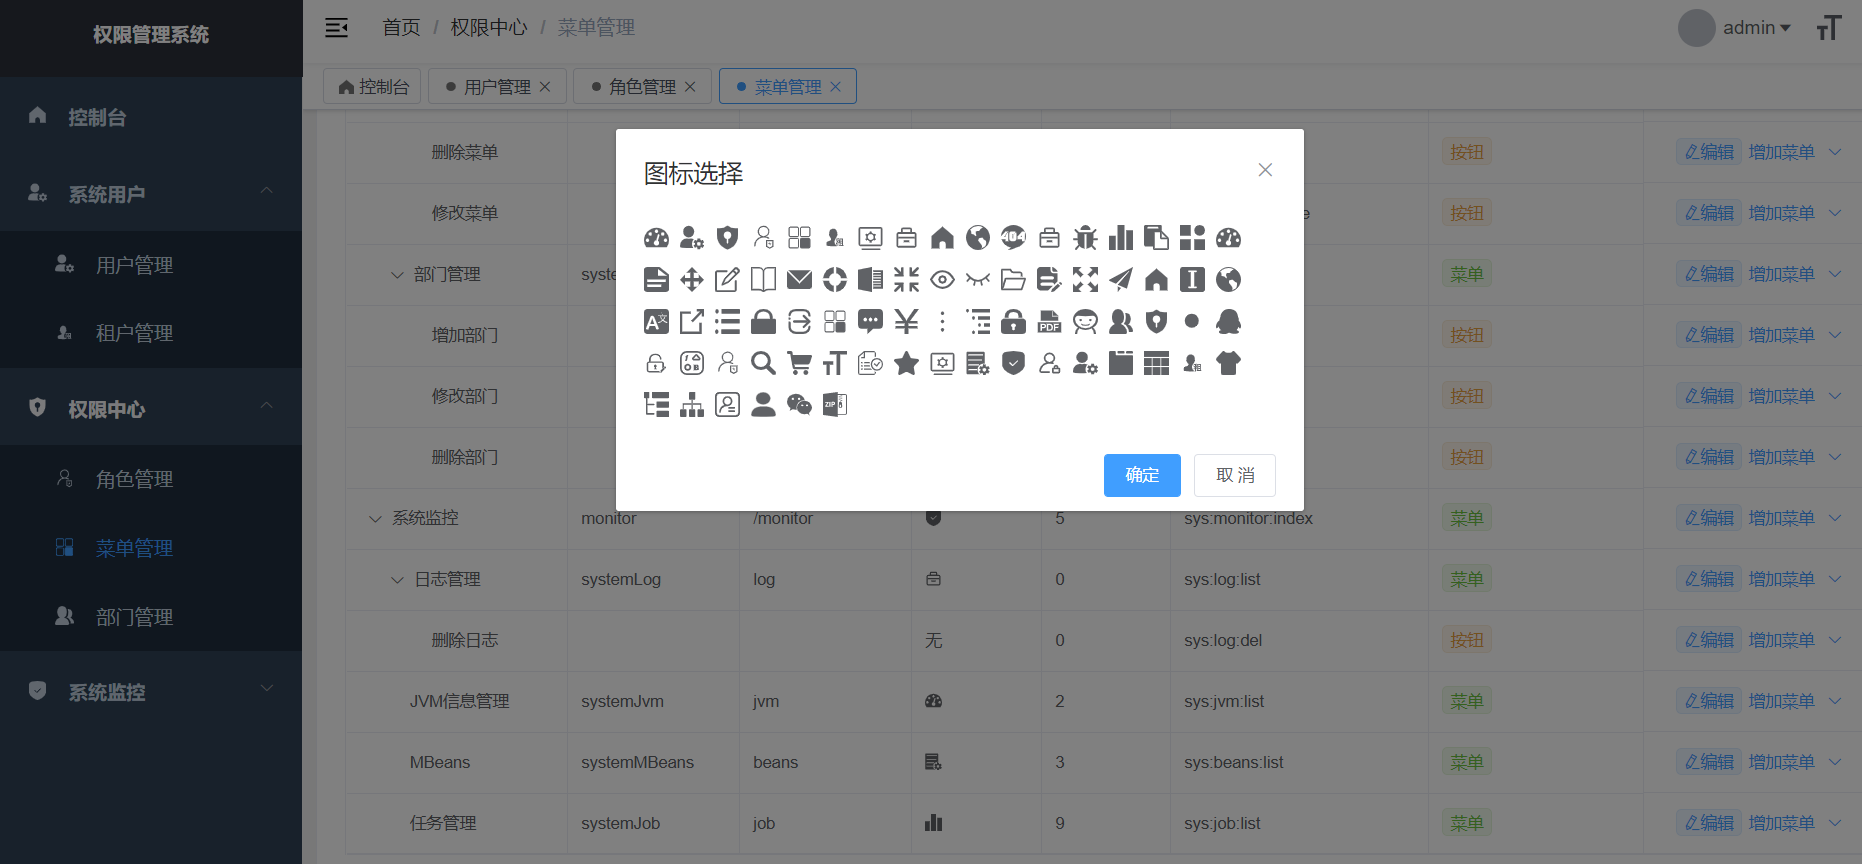 权限管理系统
首页 / 权限中心 / 菜单管理
admin
控制台
用户管理
角色管理
菜单管理
控制台
系统用户
用户管理
租户管理
权限中心
角色管理
菜单管理
部门管理
系统监控
图标选择
404
PDF
ZIP
确定
取 消
删除菜单 按钮 编辑 增加菜单
修改菜单 按钮 编辑 增加菜单
部门管理 菜单 编辑 增加菜单
增加部门 按钮 编辑 增加菜单
修改部门 按钮 编辑 增加菜单
删除部门 按钮 编辑 增加菜单
系统监控 monitor /monitor 5 sys:monitor:index 菜单 编辑 增加菜单
日志管理 systemLog log 0 sys:log:list 菜单 编辑 增加菜单
删除日志 无 0 sys:log:del 按钮 编辑 增加菜单
JVM信息管理 systemJvm jvm 2 sys:jvm:list 菜单 编辑 增加菜单
MBeans systemMBeans beans 3 sys:beans:list 菜单 编辑 增加菜单
任务管理 systemJob job 9 sys:job:list 菜单 编辑 增加菜单